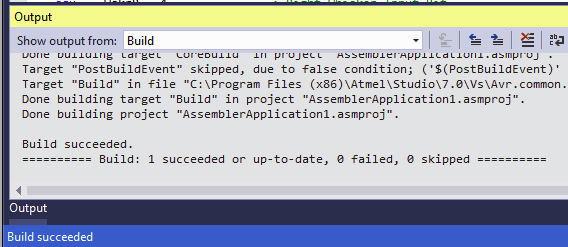 Output
Show output from: Build
Done building target "CoreBuild" in project "AssemblerApplication1.asmproj".
Target "PostBuildEvent" skipped, due to false condition; ('$(PostBuildEvent)'
Target "Build" in file "C:\Program Files (x86)\Atmel\Studio\7.0\Vs\Avr.common.
Done building target "Build" in project "AssemblerApplication1.asmproj".
Done building project "AssemblerApplication1.asmproj".
Build succeeded.
========== Build: 1 succeeded or up-to-date, 0 failed, 0 skipped ==========
Output
Build succeeded